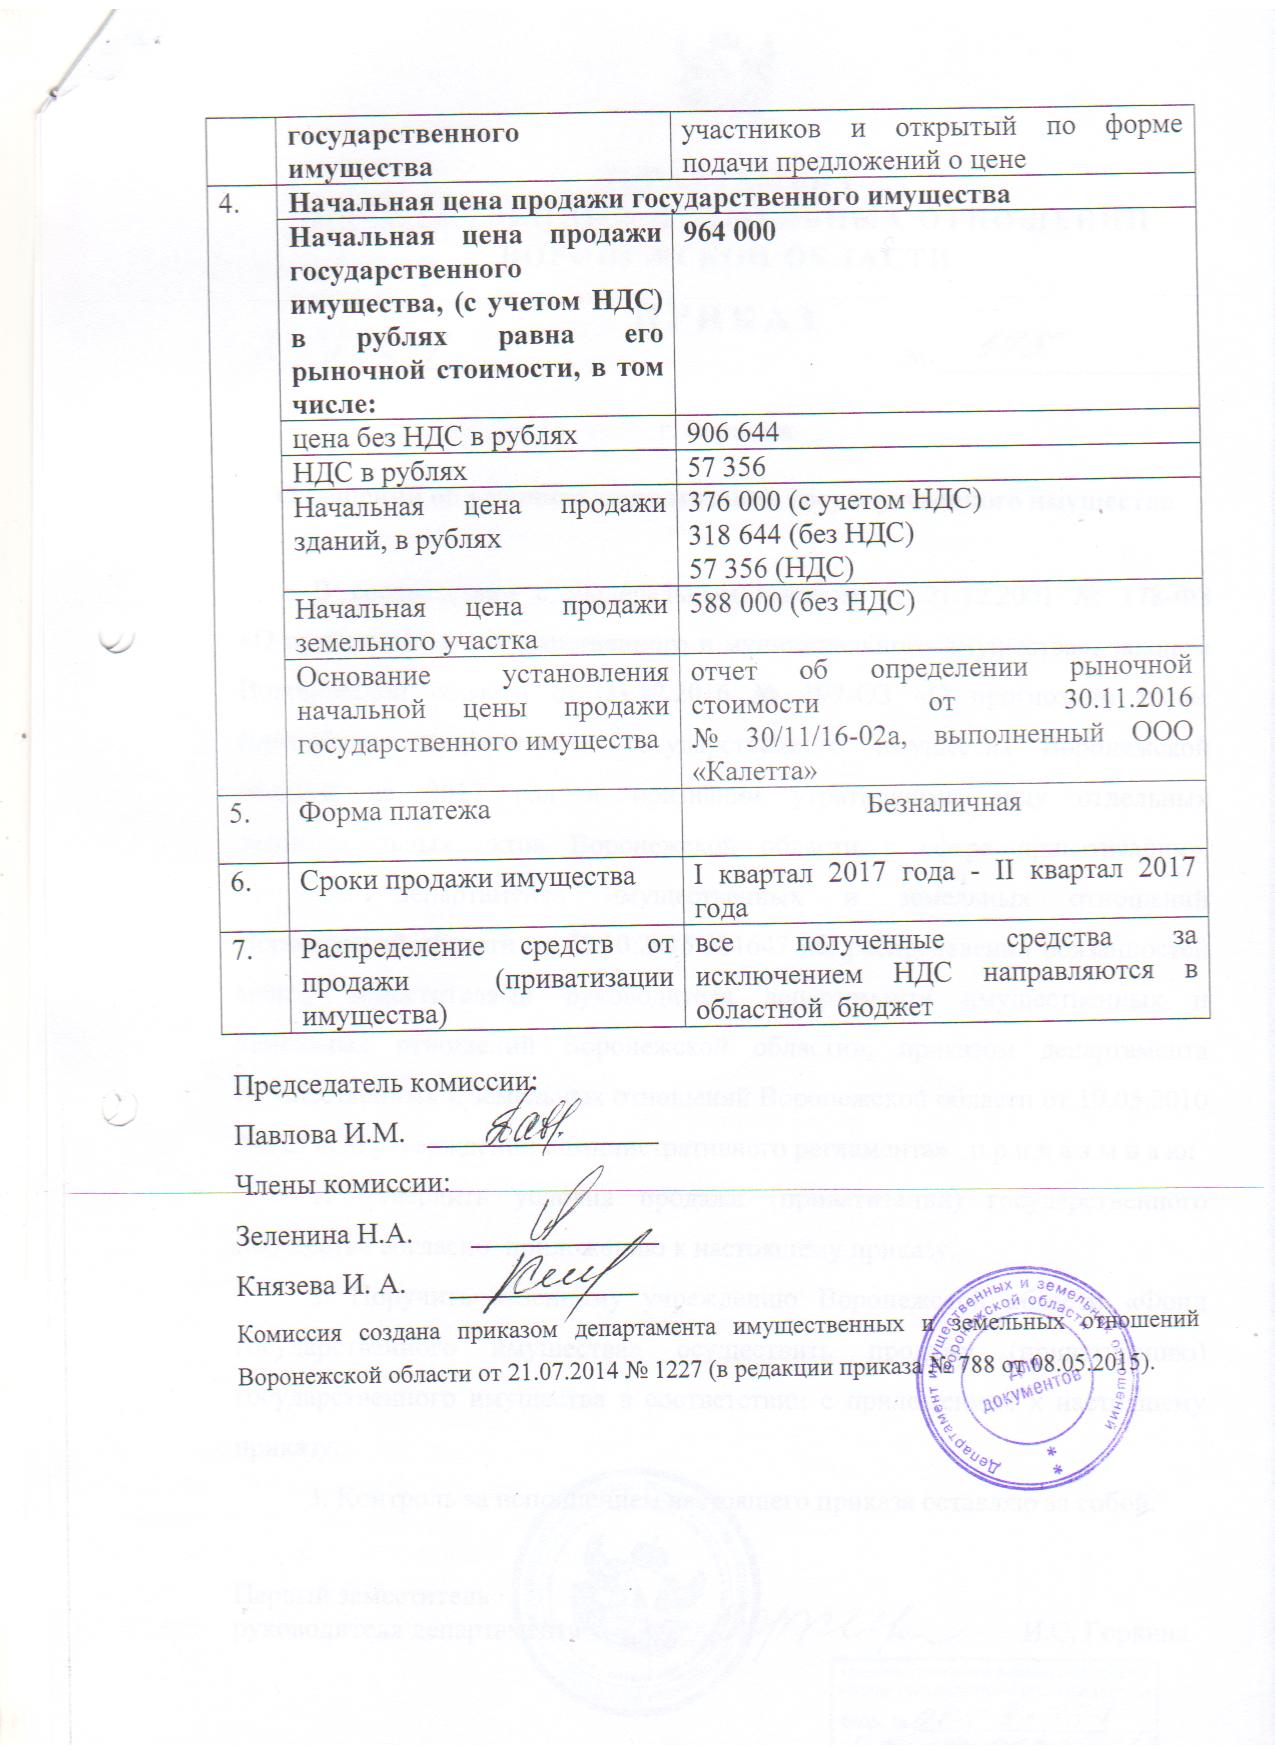 государственного
имущества
участников и открытый по форме
подачи предложений о цене
4.
Начальная цена продажи государственного имущества
Начальная цена продажи
государственного
имущества, (с учетом НДС)
в рублях равна его
рыночной стоимости, в том
числе:
964 000
цена без НДС в рублях
906 644
НДС в рублях
57 356
Начальная цена продажи
зданий, в рублях
376 000 (с учетом НДС)
318 644 (без НДС)
57 356 (НДС)
Начальная цена продажи
земельного участка
588 000 (без НДС)
Основание установления
начальной цены продажи
государственного имущества
отчет об определении рыночной
стоимости от 30.11.2016
№ 30/11/16-02а, выполненный ООО
«Калетта»
5.
Форма платежа
Безналичная
6.
Сроки продажи имущества
I квартал 2017 года - II квартал 2017
года
7.
Распределение средств от
продажи (приватизации
имущества)
все полученные средства за
исключением НДС направляются в
областной бюджет
Председатель комиссии:
Павлова И.М.
Члены комиссии:
Зеленина Н.А.
Князева И. А.
Комиссия создана приказом департамента имущественных и земельных отношений
Воронежской области от 21.07.2014 № 1227 (в редакции приказа № 788 от 08.05.2015).
Департамент имущественных и земельных отношений
Воронежской области
Для
документов